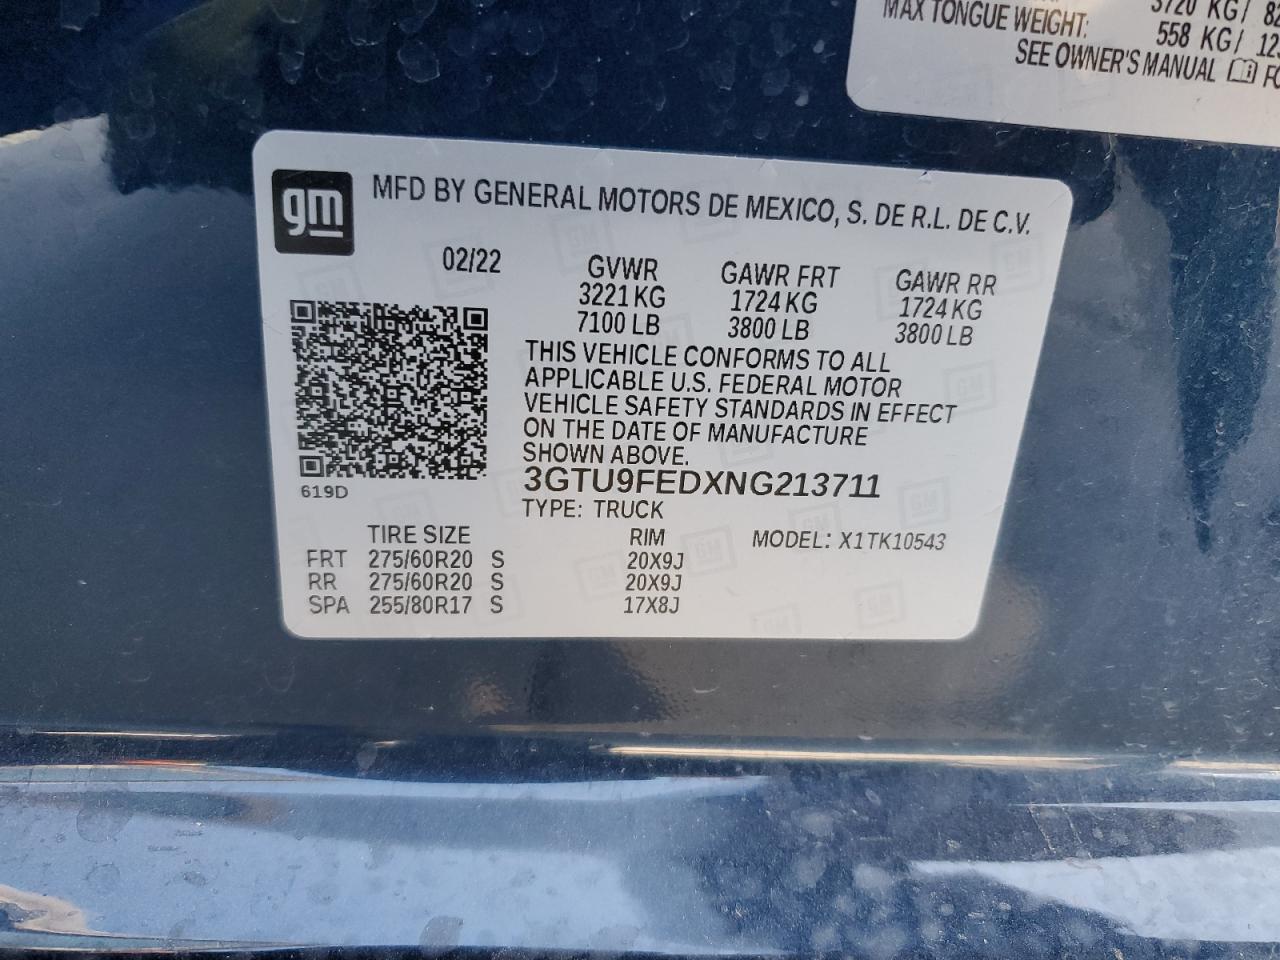 3720 KG/
MAX TONGUE WEIGHT: 558 KG/
SEE OWNER'S MANUAL
gm
MFD BY GENERAL MOTORS DE MEXICO, S. DE R.L. DE C.V.
02/22 GVWR GAWR FRT GAWR RR
3221 KG 1724 KG 1724 KG
7100 LB 3800 LB 3800 LB
THIS VEHICLE CONFORMS TO ALL
APPLICABLE U.S. FEDERAL MOTOR
VEHICLE SAFETY STANDARDS IN EFFECT
ON THE DATE OF MANUFACTURE
SHOWN ABOVE.
3GTU9FEDXNG213711
619D
TYPE: TRUCK
TIRE SIZE RIM MODEL: X1TK10543
FRT 275/60R20 S 20X9J
RR 275/60R20 S 20X9J
SPA 255/80R17 S 17X8J